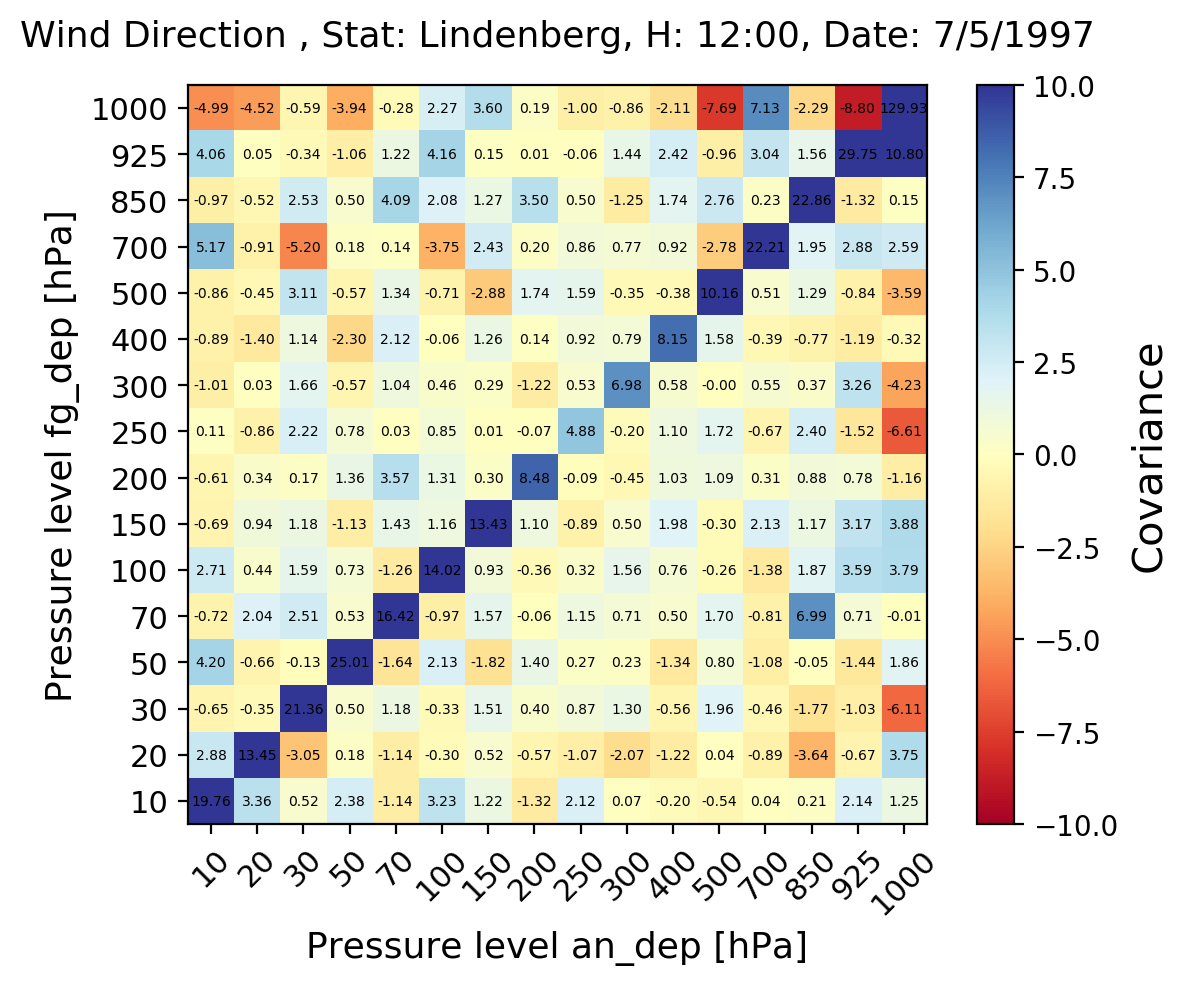 Wind Direction , Stat: Lindenberg, H: 12:00, Date: 7/5/1997
1000 -4.99 -4.52 -0.59 -3.94 -0.28 2.27 3.60 0.19 -1.00 -0.86 -2.11 -7.69 7.13 -2.29 -8.80 129.93
925 4.06 0.05 -0.34 -1.06 1.22 4.16 0.15 0.01 -0.06 1.44 2.42 -0.96 3.04 1.56 29.75 10.80
850 -0.97 -0.52 2.53 0.50 4.09 2.08 1.27 3.50 0.50 -1.25 1.74 2.76 0.23 22.86 -1.32 0.15
700 5.17 -0.91 -5.20 0.18 0.14 -3.75 2.43 0.20 0.86 0.77 0.92 -2.78 22.21 1.95 2.88 2.59
500 -0.86 -0.45 3.11 -0.57 1.34 -0.71 -2.88 1.74 1.59 -0.35 -0.38 10.16 0.51 1.29 -0.84 -3.59
400 -0.89 -1.40 1.14 -2.30 2.12 -0.06 1.26 0.14 0.92 0.79 8.15 1.58 -0.39 -0.77 -1.19 -0.32
300 -1.01 0.03 1.66 -0.57 1.04 0.46 0.29 -1.22 0.53 6.98 0.58 -0.00 0.55 0.37 3.26 -4.23
250 0.11 -0.86 2.22 0.78 0.03 0.85 0.01 -0.07 4.88 -0.20 1.10 1.72 -0.67 2.40 -1.52 -6.61
200 -0.61 0.34 0.17 1.36 3.57 1.31 0.30 8.48 -0.09 -0.45 1.03 1.09 0.31 0.88 0.78 -1.16
150 -0.69 0.94 1.18 -1.13 1.43 1.16 13.43 1.10 -0.89 0.50 1.98 -0.30 2.13 1.17 3.17 3.88
100 2.71 0.44 1.59 0.73 -1.26 14.02 0.93 -0.36 0.32 1.56 0.76 -0.26 -1.38 1.87 3.59 3.79
70 -0.72 2.04 2.51 0.53 16.42 -0.97 1.57 -0.06 1.15 0.71 0.50 1.70 -0.81 6.99 0.71 -0.01
50 4.20 -0.66 -0.13 25.01 -1.64 2.13 -1.82 1.40 0.27 0.23 -1.34 0.80 -1.08 -0.05 -1.44 1.86
30 -0.65 -0.35 21.36 0.50 1.18 -0.33 1.51 0.40 0.87 1.30 -0.56 1.96 -0.46 -1.77 -1.03 -6.11
20 2.88 13.45 -3.05 0.18 -1.14 -0.30 0.52 -0.57 -1.07 -2.07 -1.22 0.04 -0.89 -3.64 -0.67 3.75
10 19.76 3.36 0.52 2.38 -1.14 3.23 1.22 -1.32 2.12 0.07 -0.20 -0.54 0.04 0.21 2.14 1.25
10 20 30 50 70 100 150 200 250 300 400 500 700 850 925 1000
Pressure level an_dep [hPa]
Pressure level fg_dep [hPa]
10.0
7.5
5.0
2.5
0.0
−2.5
−5.0
−7.5
−10.0
Covariance